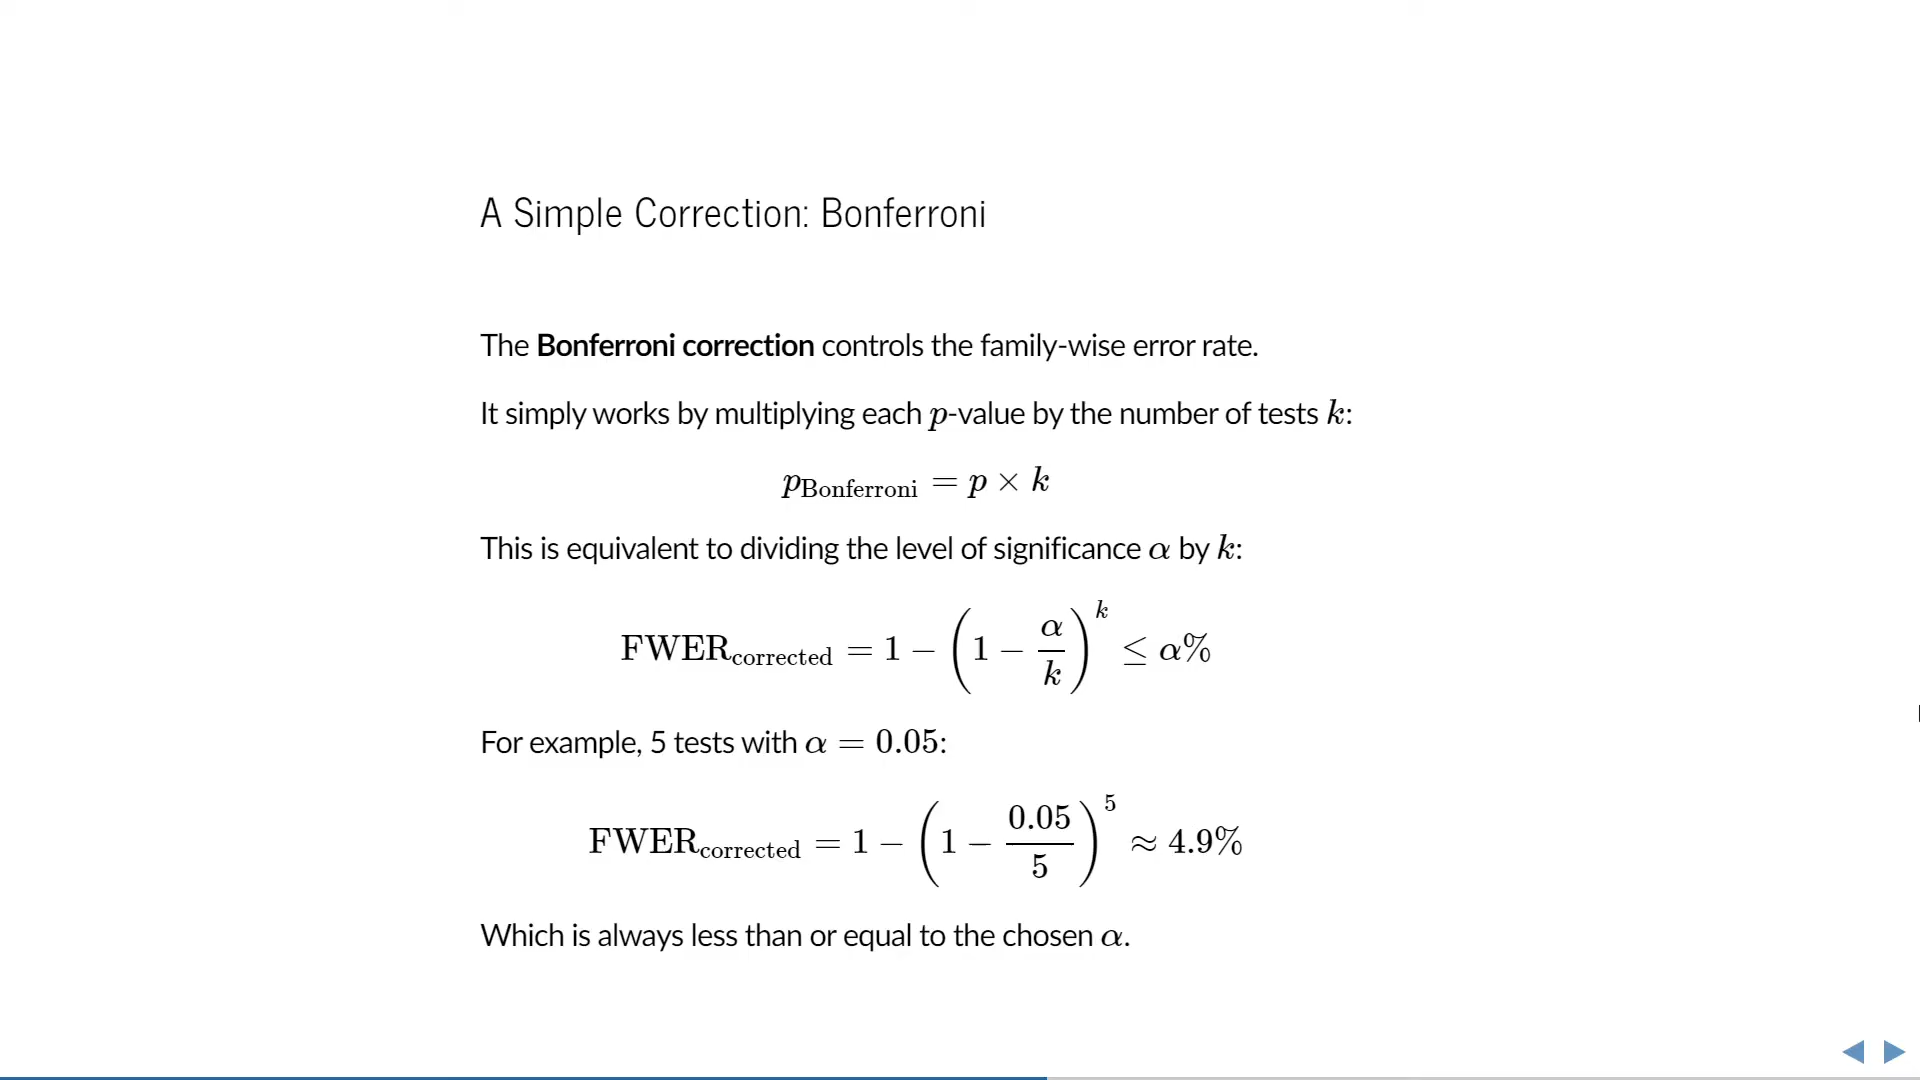 A Simple Correction: Bonferroni
The Bonferroni correction controls the family-wise error rate.
It simply works by multiplying each p-value by the number of tests k:
p_Bonferroni = p × k
This is equivalent to dividing the level of significance α by k:
FWER_corrected = 1 − (1 − α/k)^k ≤ α%
For example, 5 tests with α = 0.05:
FWER_corrected = 1 − (1 − 0.05/5)^5 ≈ 4.9%
Which is always less than or equal to the chosen α.